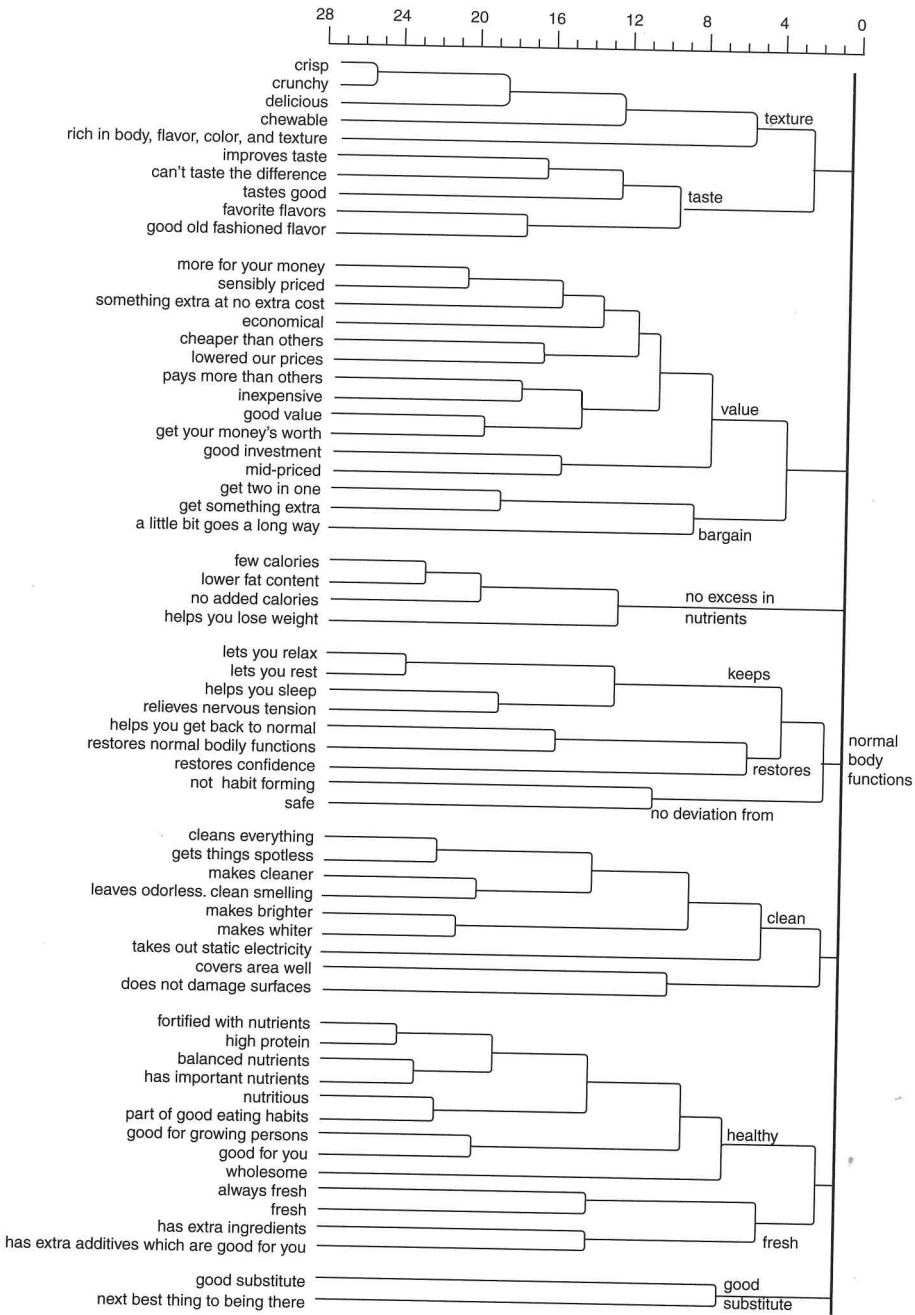 28 24 20 16 12 8 4 0
crisp
crunchy
delicious
chewable
texture
rich in body, flavor, color, and texture
improves taste
can't taste the difference
tastes good
taste
favorite flavors
good old fashioned flavor
more for your money
sensibly priced
something extra at no extra cost
economical
cheaper than others
lowered our prices
pays more than others
inexpensive
good value
value
get your money's worth
good investment
mid-priced
get two in one
get something extra
a little bit goes a long way
bargain
few calories
lower fat content
no added calories
no excess in
helps you lose weight
nutrients
lets you relax
lets you rest
keeps
helps you sleep
relieves nervous tension
helps you get back to normal
restores normal bodily functions
normal
body
functions
restores confidence
restores
not habit forming
safe
no deviation from
cleans everything
gets things spotless
makes cleaner
leaves odorless. clean smelling
makes brighter
clean
makes whiter
takes out static electricity
covers area well
does not damage surfaces
fortified with nutrients
high protein
balanced nutrients
has important nutrients
nutritious
part of good eating habits
good for growing persons
healthy
good for you
wholesome
always fresh
fresh
has extra ingredients
has extra additives which are good for you
fresh
good substitute
good
next best thing to being there
substitute